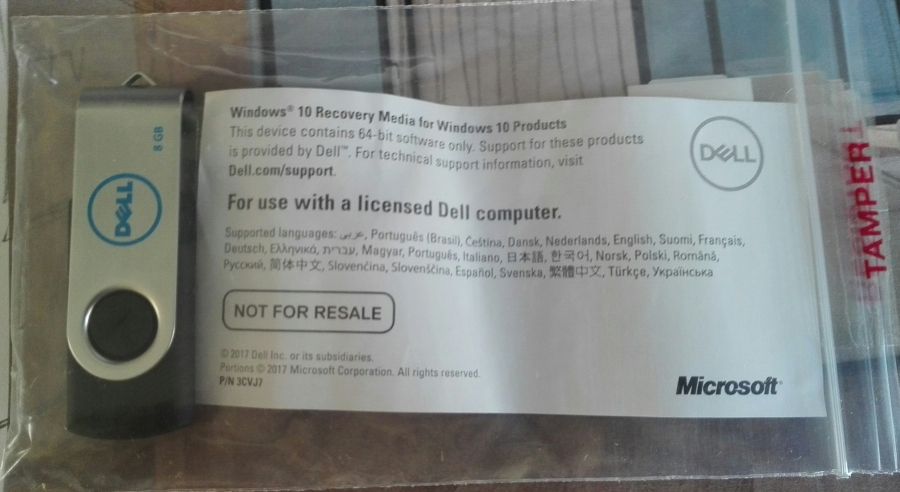 8 GB
DELL
Windows® 10 Recovery Media for Windows 10 Products
This device contains 64-bit software only. Support for these products
is provided by Dell™. For technical support information, visit
Dell.com/support.
DELL
For use with a licensed Dell computer.
Supported languages: عربي, Português (Brasil), Čeština, Dansk, Nederlands, English, Suomi, Français,
Deutsch, Ελληνικά, עברית, Magyar, Português, Italiano, 日本語, 한국어, Norsk, Polski, Română,
Русский, 简体中文, Slovenčina, Slovenščina, Español, Svenska, 繁體中文, Türkçe, Українська
NOT FOR RESALE
© 2017 Dell Inc. or its subsidiaries.
Portions © 2017 Microsoft Corporation. All rights reserved.
P/N 3CVJ7
Microsoft®
TAMPER